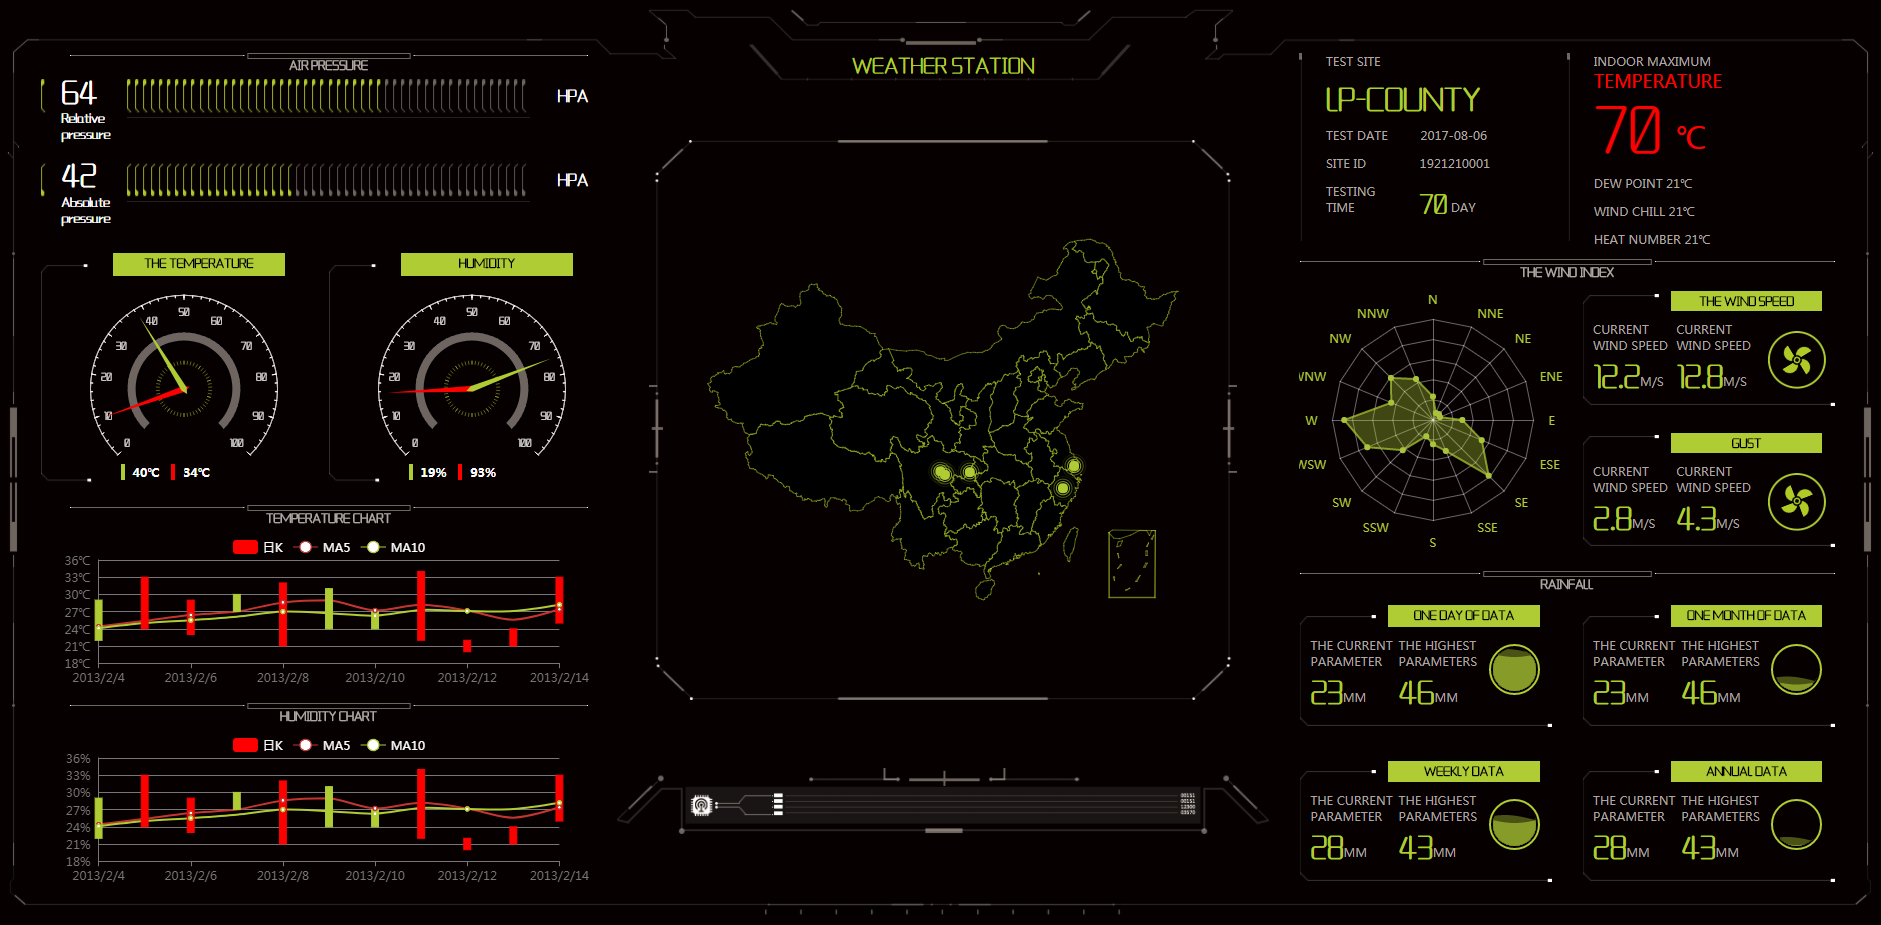 AIR PRESSURE
64
Relative
pressure
HPA
42
Absolute
pressure
HPA
THE TEMPERATURE
0
10
20
30
40
50
60
70
80
90
100
40℃ 34℃
HUMIDITY
0
10
20
30
50
60
70
80
90
100
19% 93%
TEMPERATURE CHART
日K MA5 MA10
36℃
33℃
30℃
27℃
24℃
21℃
18℃
2013/2/4 2013/2/6 2013/2/8 2013/2/10 2013/2/12 2013/2/14
HUMIDITY CHART
日K MA5 MA10
36%
33%
30%
27%
24%
21%
18%
2013/2/4 2013/2/6 2013/2/8 2013/2/10 2013/2/12 2013/2/14
WEATHER STATION
00151
00151
12300
03570
TEST SITE
LP-COUNTY
TEST DATE 2017-08-06
SITE ID 1921210001
TESTING
TIME
70 DAY
INDOOR MAXIMUM
TEMPERATURE
70 ℃
DEW POINT 21℃
WIND CHILL 21℃
HEAT NUMBER 21℃
THE WIND INDEX
N
NNE
NE
ENE
E
ESE
SE
SSE
S
SSW
SW
WSW
W
WNW
NW
NNW
THE WIND SPEED
CURRENT CURRENT
WIND SPEED WIND SPEED
12.2M/S 12.8M/S
GUST
CURRENT CURRENT
WIND SPEED WIND SPEED
2.8M/S 4.3M/S
RAINFALL
ONE DAY OF DATA
THE CURRENT THE HIGHEST
PARAMETER PARAMETERS
23MM 46MM
ONE MONTH OF DATA
THE CURRENT THE HIGHEST
PARAMETER PARAMETERS
23MM 46MM
WEEKLY DATA
THE CURRENT THE HIGHEST
PARAMETER PARAMETERS
28MM 43MM
ANNUAL DATA
THE CURRENT THE HIGHEST
PARAMETER PARAMETERS
28MM 43MM